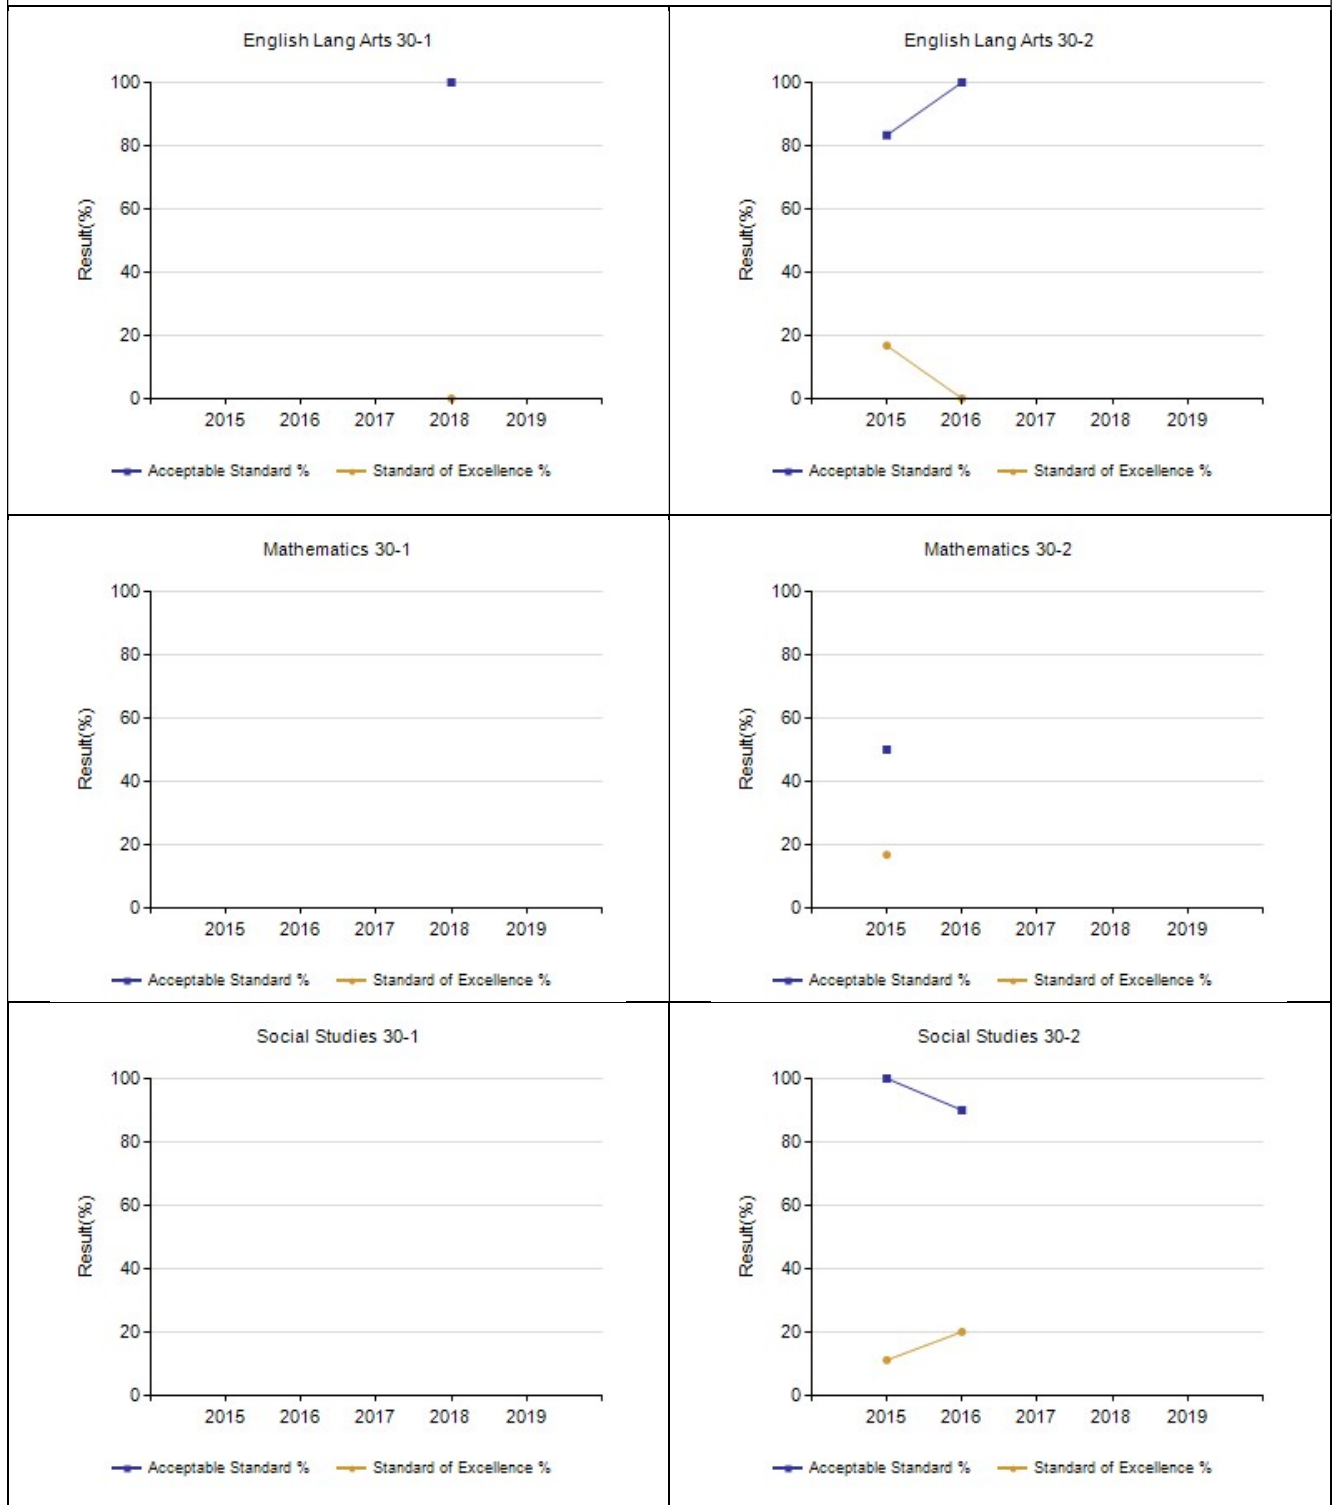 English Lang Arts 30-1
100
80
60
40
20
0
Result(%)
2015 2016 2017 2018 2019
Acceptable Standard % Standard of Excellence %
English Lang Arts 30-2
100
80
60
40
20
0
Result(%)
2015 2016 2017 2018 2019
Acceptable Standard % Standard of Excellence %
Mathematics 30-1
100
80
60
40
20
0
Result(%)
2015 2016 2017 2018 2019
Acceptable Standard % Standard of Excellence %
Mathematics 30-2
100
80
60
40
20
0
Result(%)
2015 2016 2017 2018 2019
Acceptable Standard % Standard of Excellence %
Social Studies 30-1
100
80
60
40
20
0
Result(%)
2015 2016 2017 2018 2019
Acceptable Standard % Standard of Excellence %
Social Studies 30-2
100
80
60
40
20
0
Result(%)
2015 2016 2017 2018 2019
Acceptable Standard % Standard of Excellence %